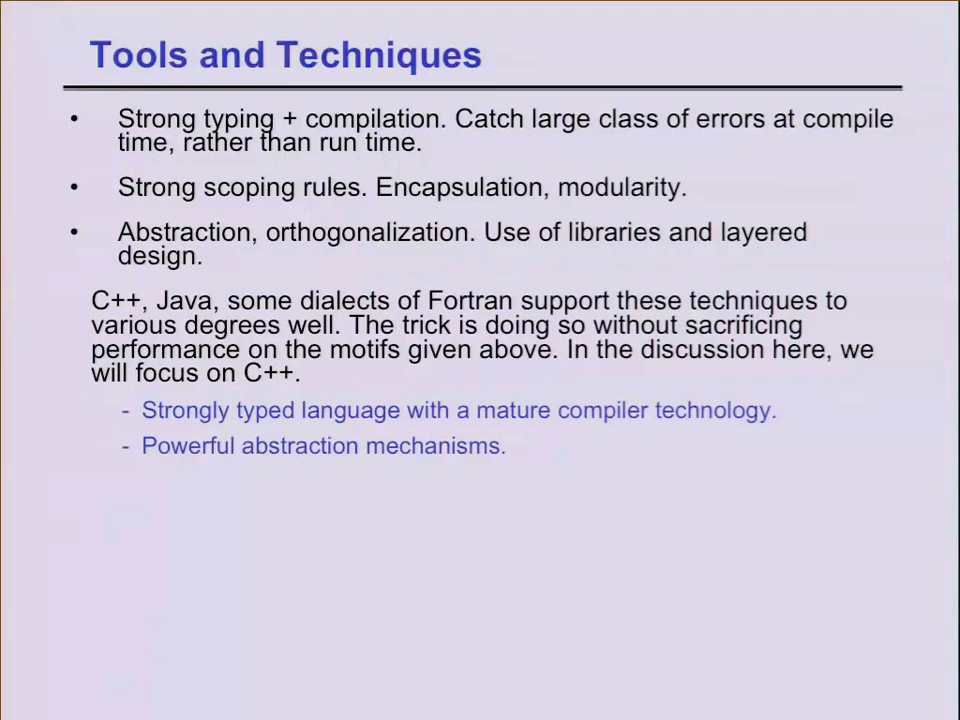 Tools and Techniques
• Strong typing + compilation. Catch large class of errors at compile
time, rather than run time.
• Strong scoping rules. Encapsulation, modularity.
• Abstraction, orthogonalization. Use of libraries and layered
design.
C++, Java, some dialects of Fortran support these techniques to
various degrees well. The trick is doing so without sacrificing
performance on the motifs given above. In the discussion here, we
will focus on C++.
- Strongly typed language with a mature compiler technology.
- Powerful abstraction mechanisms.